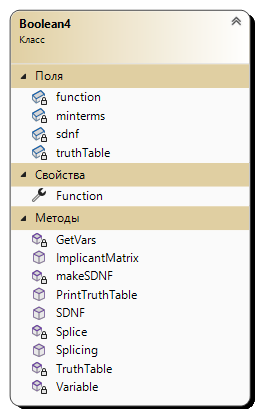 Boolean4
Класс
Поля
function
minterms
sdnf
truthTable
Свойства
Function
Методы
GetVars
ImplicantMatrix
makeSDNF
PrintTruthTable
SDNF
Splice
Splicing
TruthTable
Variable